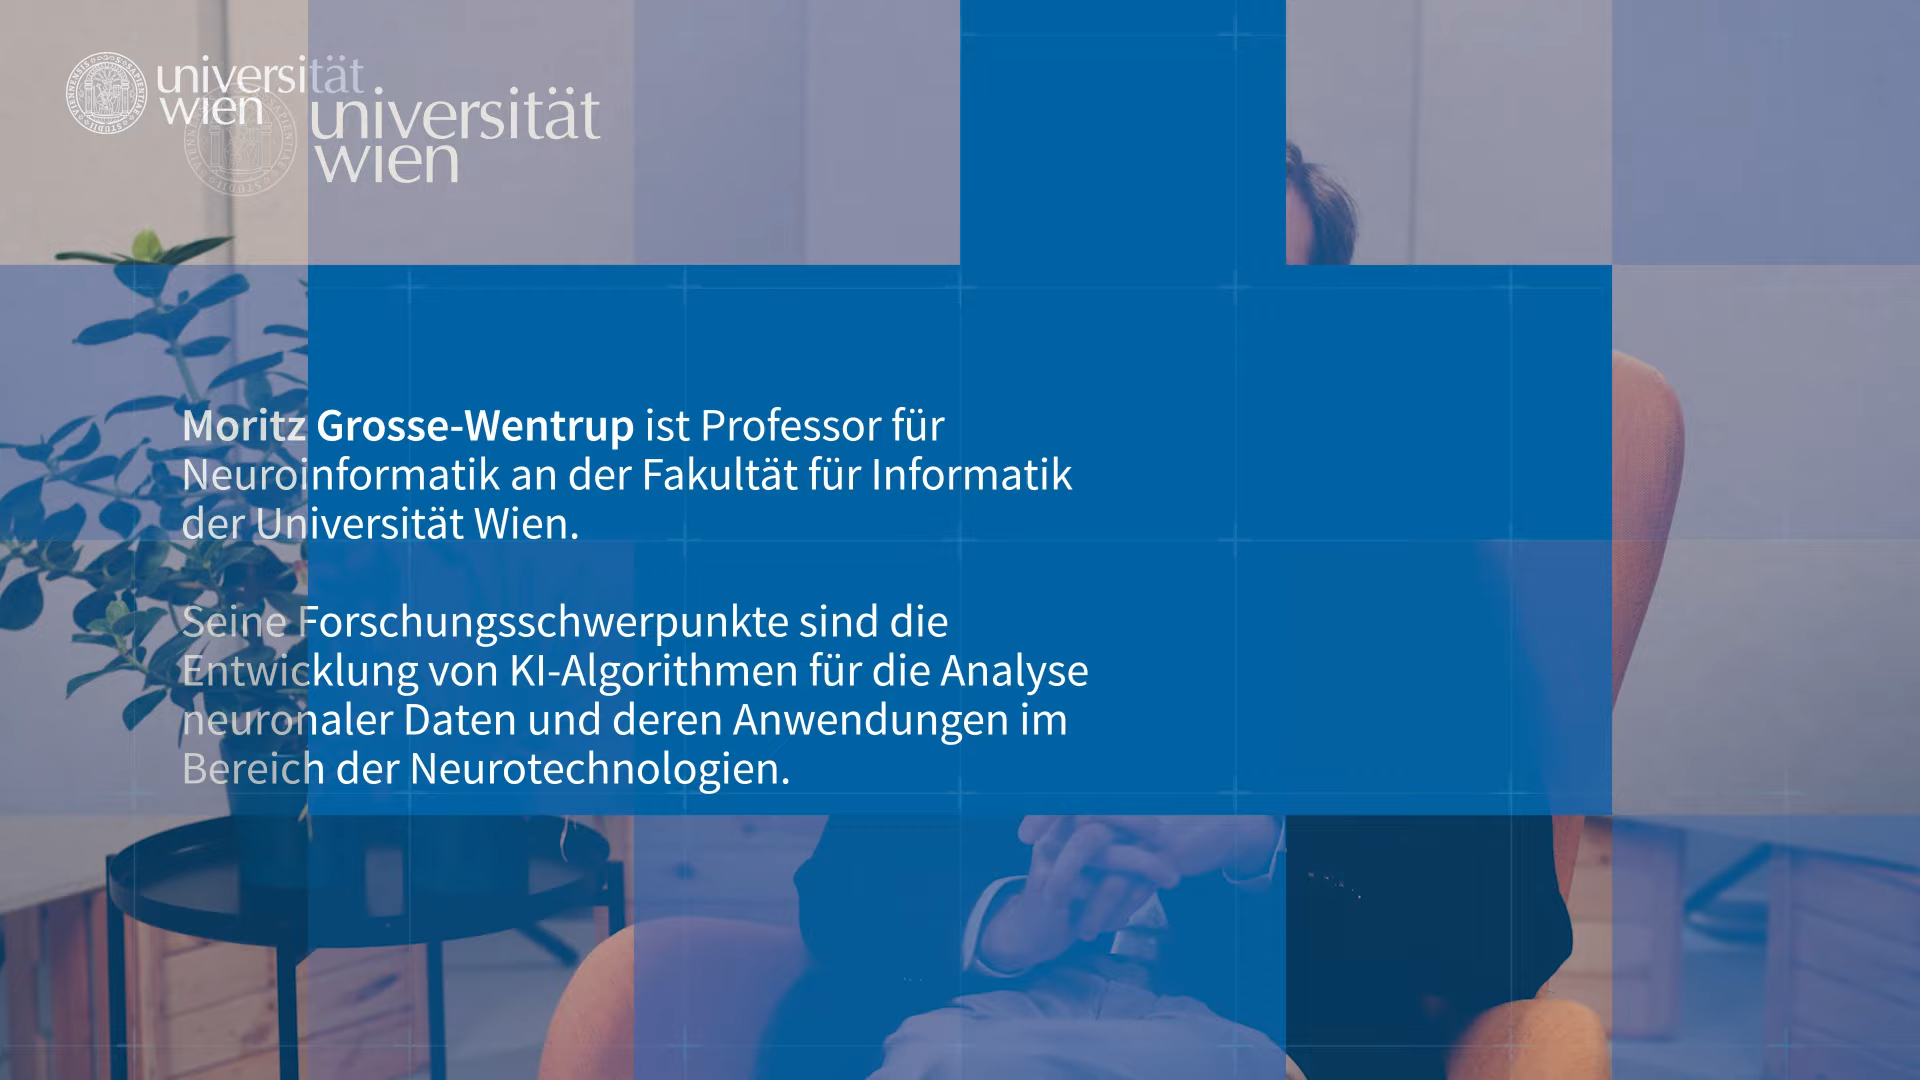 universität
wien
universität
wien
Moritz Grosse-Wentrup ist Professor für
Neuroinformatik an der Fakultät für Informatik
der Universität Wien.
Seine Forschungsschwerpunkte sind die
Entwicklung von KI-Algorithmen für die Analyse
neuronaler Daten und deren Anwendungen im
Bereich der Neurotechnologien.